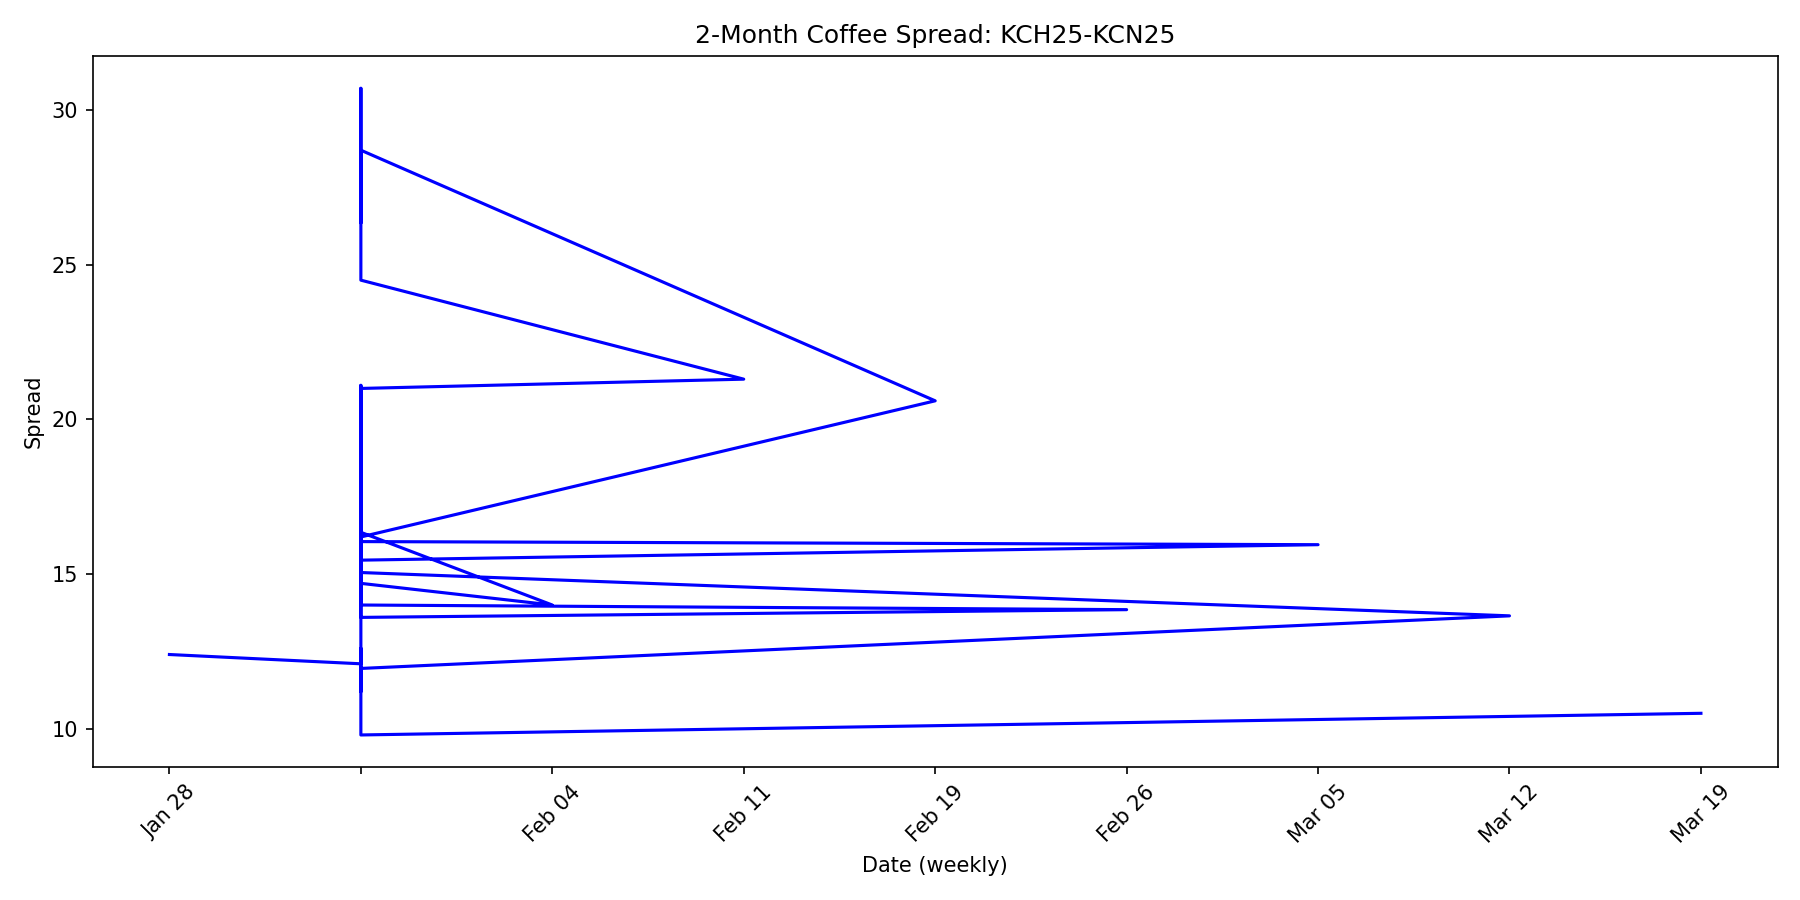 2-Month Coffee Spread: KCH25-KCN25
30
25
20
15
10
Spread
Jan 28
Feb 04
Feb 11
Feb 19
Feb 26
Mar 05
Mar 12
Mar 19
Date (weekly)